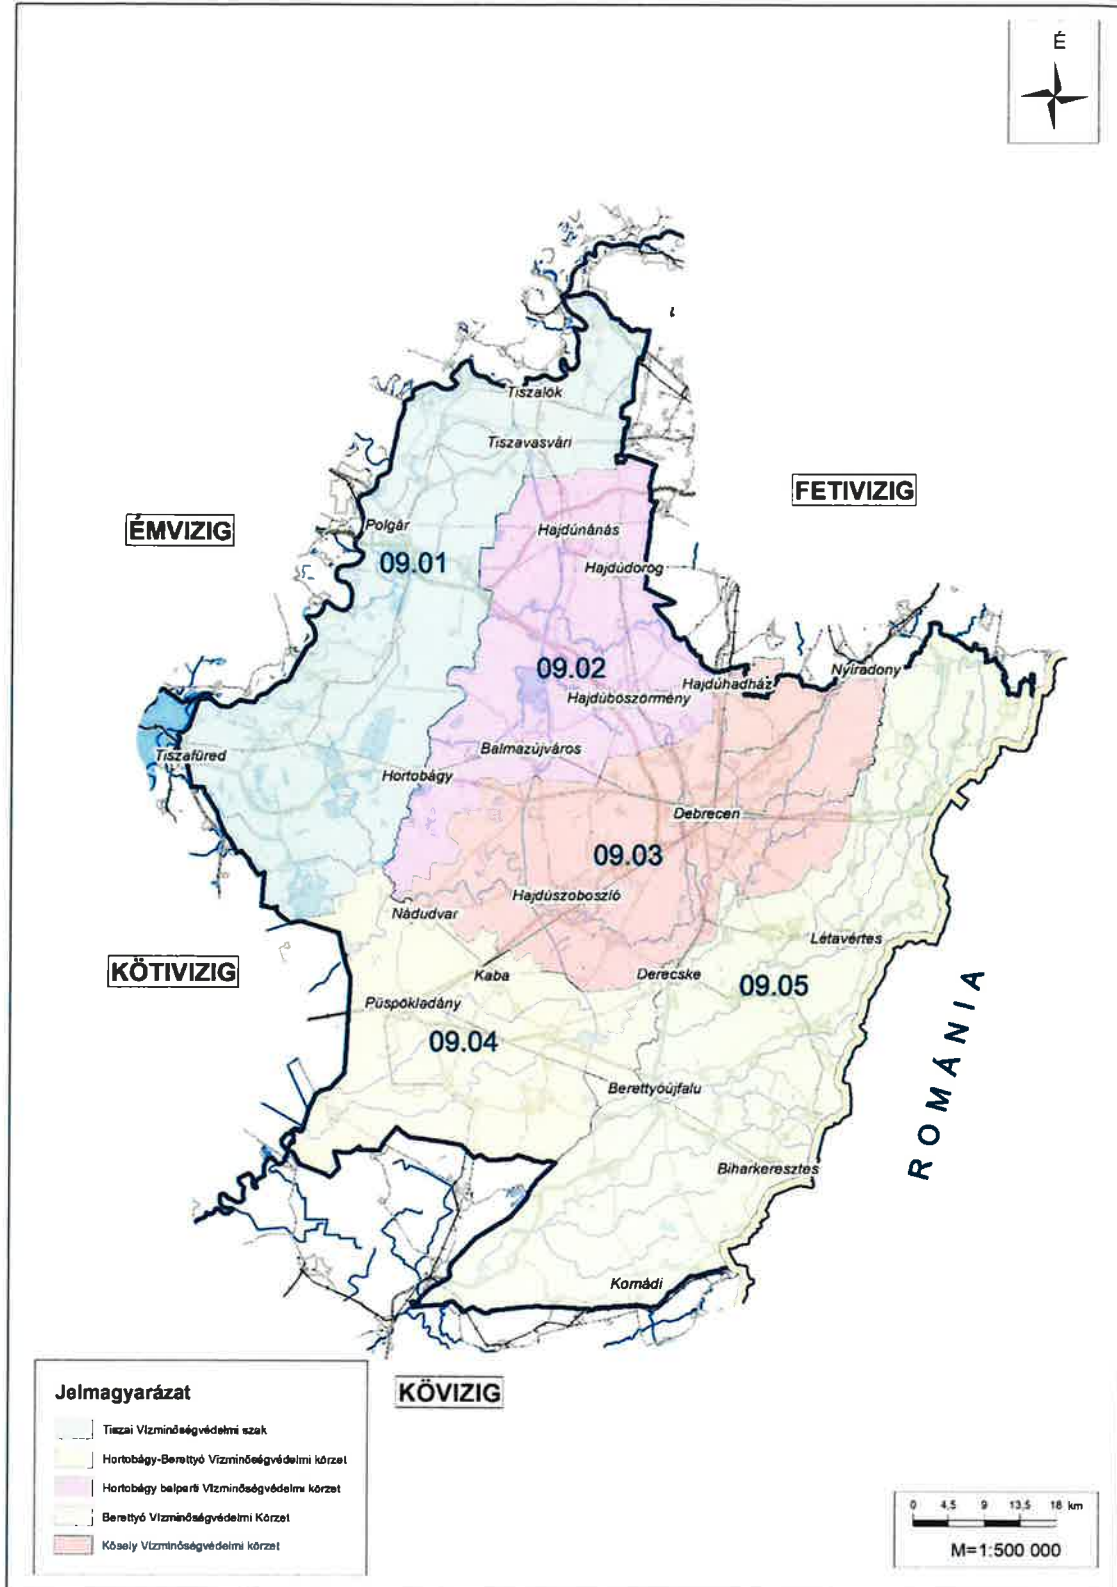 É
Tiszalök
Tiszavasvári
FETIVIZIG
ÉMVIZIG
Polgár
Hajdúnánás
09.01
Hajdúdorog
09.02
Nyíradony
Hajdúhadház
Hajdúböszörmény
Balmazújváros
Tiszafüred
Hortobágy
Debrecen
09.03
Hajdúszoboszló
Nádudvar
Létavértes
KÖTIVIZIG
Kaba
Derecske
09.05
Püspökladány
09.04
ROMÁNIA
Berettyóújfalu
Biharkeresztes
Komádi
KÖVIZIG
Jelmagyarázat
Tiszai Vízminőségvédelmi szak
Hortobágy-Berettyó Vízminőségvédelmi körzet
Hortobágy balparti Vízminőségvédelmi körzet
Berettyó Vízminőségvédelmi Körzet
Kösely Vízminőségvédelmi körzet
0 4,5 9 13,5 18 km
M=1:500 000